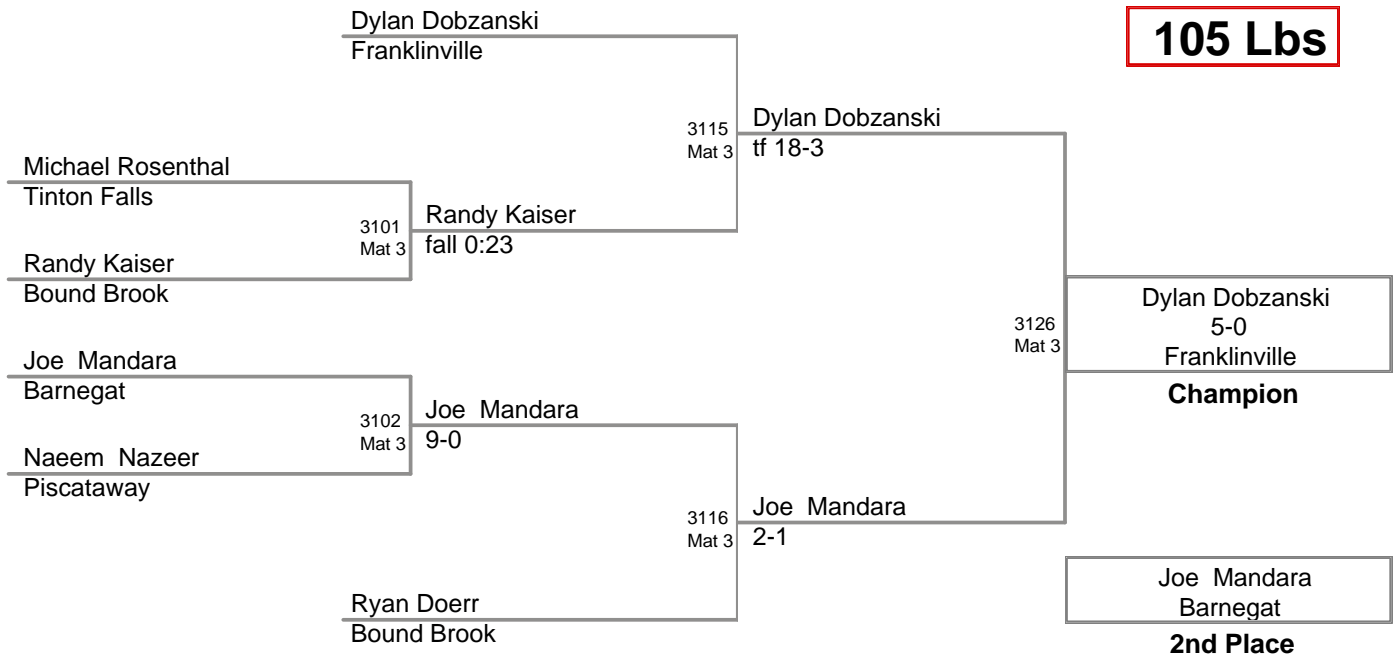 Dylan Dobzanski
Franklinville
105 Lbs
3115
Mat 3
Dylan Dobzanski
tf 18-3
Michael Rosenthal
Tinton Falls
3101
Mat 3
Randy Kaiser
fall 0:23
Randy Kaiser
Bound Brook
3126
Mat 3
Dylan Dobzanski
5-0
Franklinville
Champion
Joe Mandara
Barnegat
3102
Mat 3
Joe Mandara
9-0
Naeem Nazeer
Piscataway
3116
Mat 3
Joe Mandara
2-1
Ryan Doerr
Bound Brook
Joe Mandara
Barnegat
2nd Place